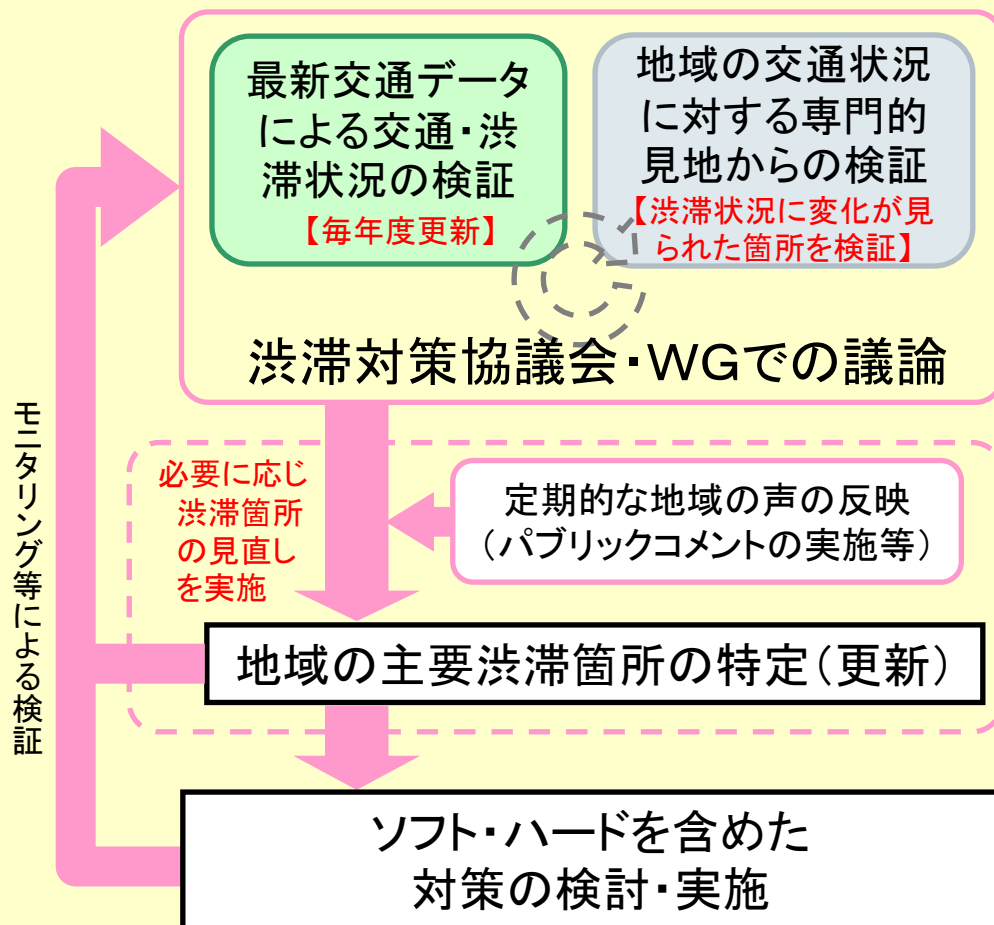 最新交通データ
による交通・渋
滞状況の検証
【毎年度更新】
地域の交通状況
に対する専門的
見地からの検証
【渋滞状況に変化が見
られた箇所を検証】
渋滞対策協議会・WGでの議論
モニタリング等による検証
必要に応じ
渋滞箇所
の見直し
を実施
定期的な地域の声の反映
（パブリックコメントの実施等）
地域の主要渋滞箇所の特定（更新）
ソフト・ハードを含めた
対策の検討・実施